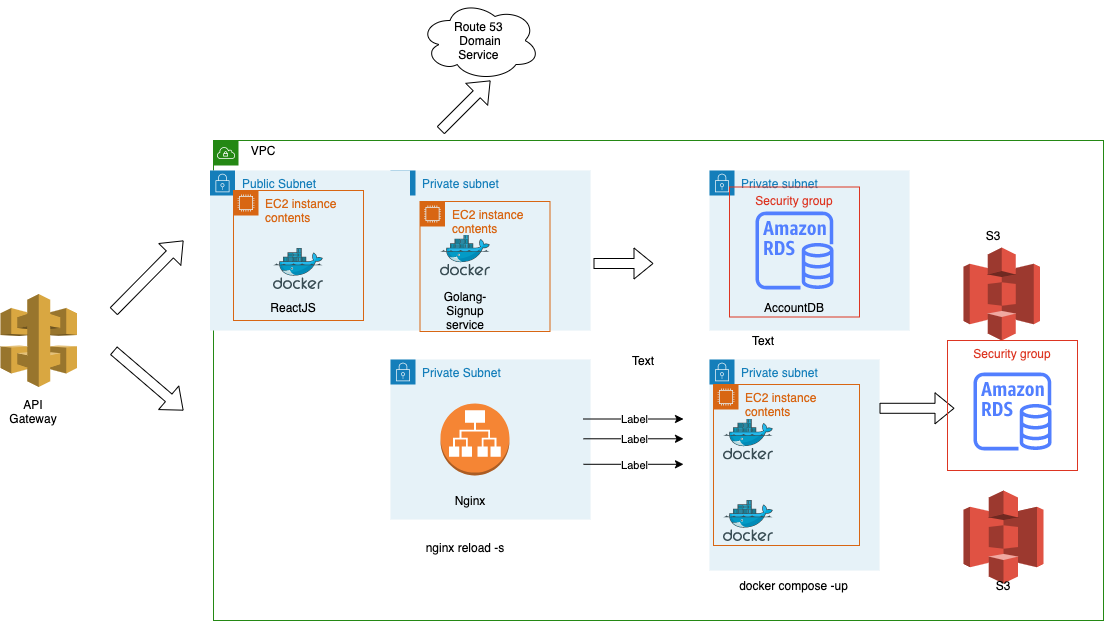 Route 53
Domain
Service
VPC
Public Subnet
EC2 instance
contents
docker
ReactJS
Private subnet
EC2 instance
contents
docker
Golang-
Signup
service
Private subnet
Security group
Amazon
RDS
AccountDB
S3
API
Gateway
Private Subnet
Nginx
nginx reload -s
Text
Label
Label
Label
Text
Private subnet
EC2 instance
contents
docker
docker
docker compose -up
Security group
Amazon
RDS
S3